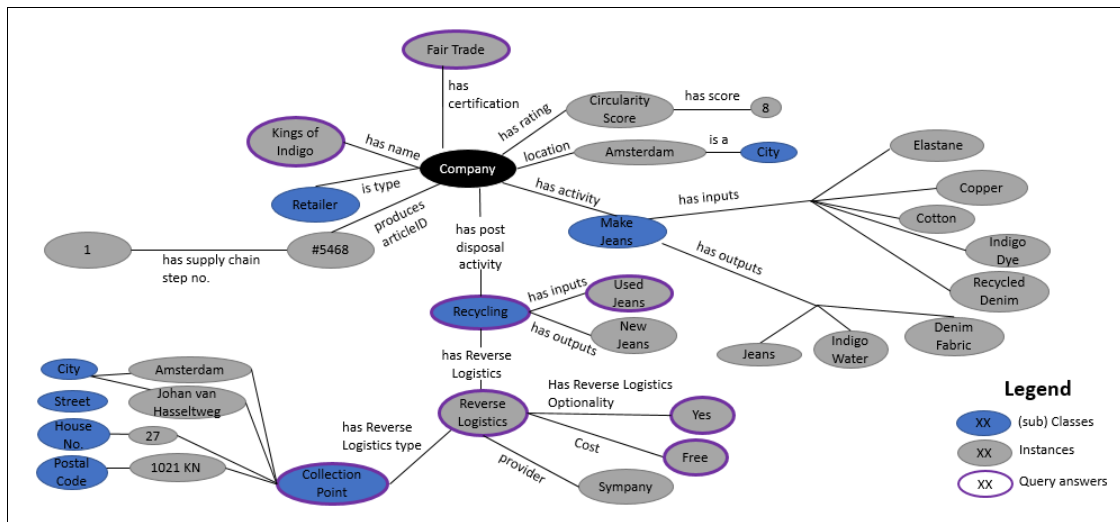 Fair Trade
has
certification
Kings of
Indigo
has name
Company
is type
Retailer
produces
articleID
#5468
has supply chain
step no.
1
has rating
Circularity
Score
has score
8
location
Amsterdam
is a
City
has activity
Make
Jeans
has inputs
Elastane
Copper
Cotton
Indigo
Dye
Recycled
Denim
has outputs
Jeans
Indigo
Water
Denim
Fabric
has post
disposal
activity
Recycling
has inputs
Used
Jeans
has outputs
New
Jeans
has Reverse
Logistics
Reverse
Logistics
Has Reverse Logistics
Optionality
Yes
Cost
Free
provider
Sympany
has Reverse
Logistics type
Collection
Point
City
Amsterdam
Street
Johan van
Hasseltweg
House
No.
27
Postal
Code
1021 KN
Legend
XX (sub) Classes
XX Instances
XX Query answers